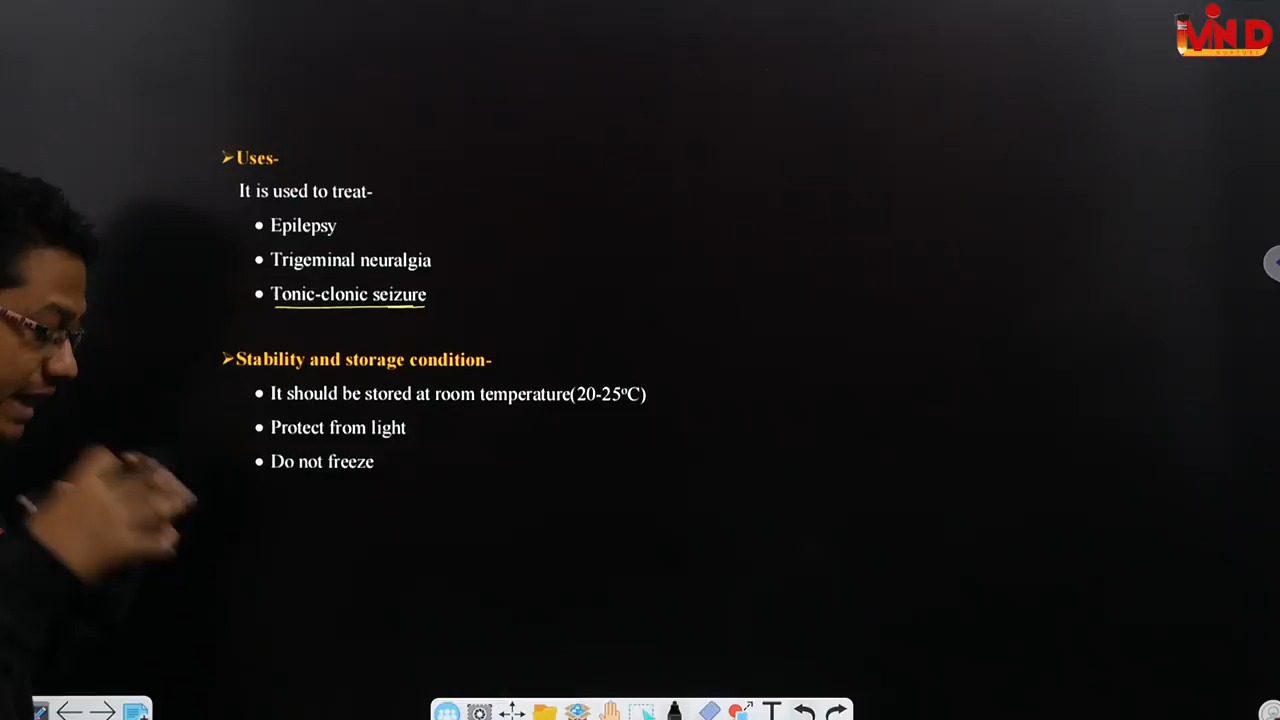 MIND
➢Uses-
It is used to treat-
• Epilepsy
• Trigeminal neuralgia
• Tonic-clonic seizure
➢Stability and storage condition-
• It should be stored at room temperature(20-25ºC)
• Protect from light
• Do not freeze